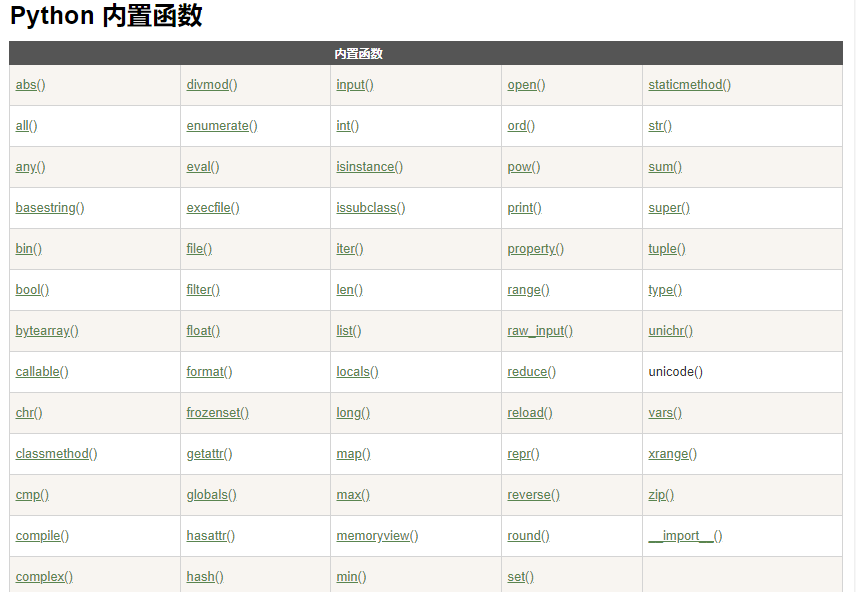 Python 内置函数
内置函数
abs() divmod() input() open() staticmethod()
all() enumerate() int() ord() str()
any() eval() isinstance() pow() sum()
basestring() execfile() issubclass() print() super()
bin() file() iter() property() tuple()
bool() filter() len() range() type()
bytearray() float() list() raw_input() unichr()
callable() format() locals() reduce() unicode()
chr() frozenset() long() reload() vars()
classmethod() getattr() map() repr() xrange()
cmp() globals() max() reverse() zip()
compile() hasattr() memoryview() round() __import__()
complex() hash() min() set()